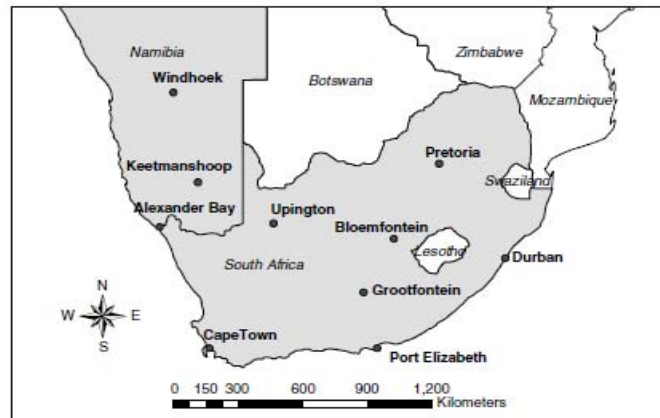 Namibia
Zimbabwe
Windhoek
Botswana
Mozambique
Pretoria
Keetmanshoop
Swaziland
Alexander Bay
Upington
Bloemfontein
Lesotho
South Africa
Durban
Grootfontein
N
W E
S
CapeTown
Port Elizabeth
0 150 300 600 900 1,200
Kilometers